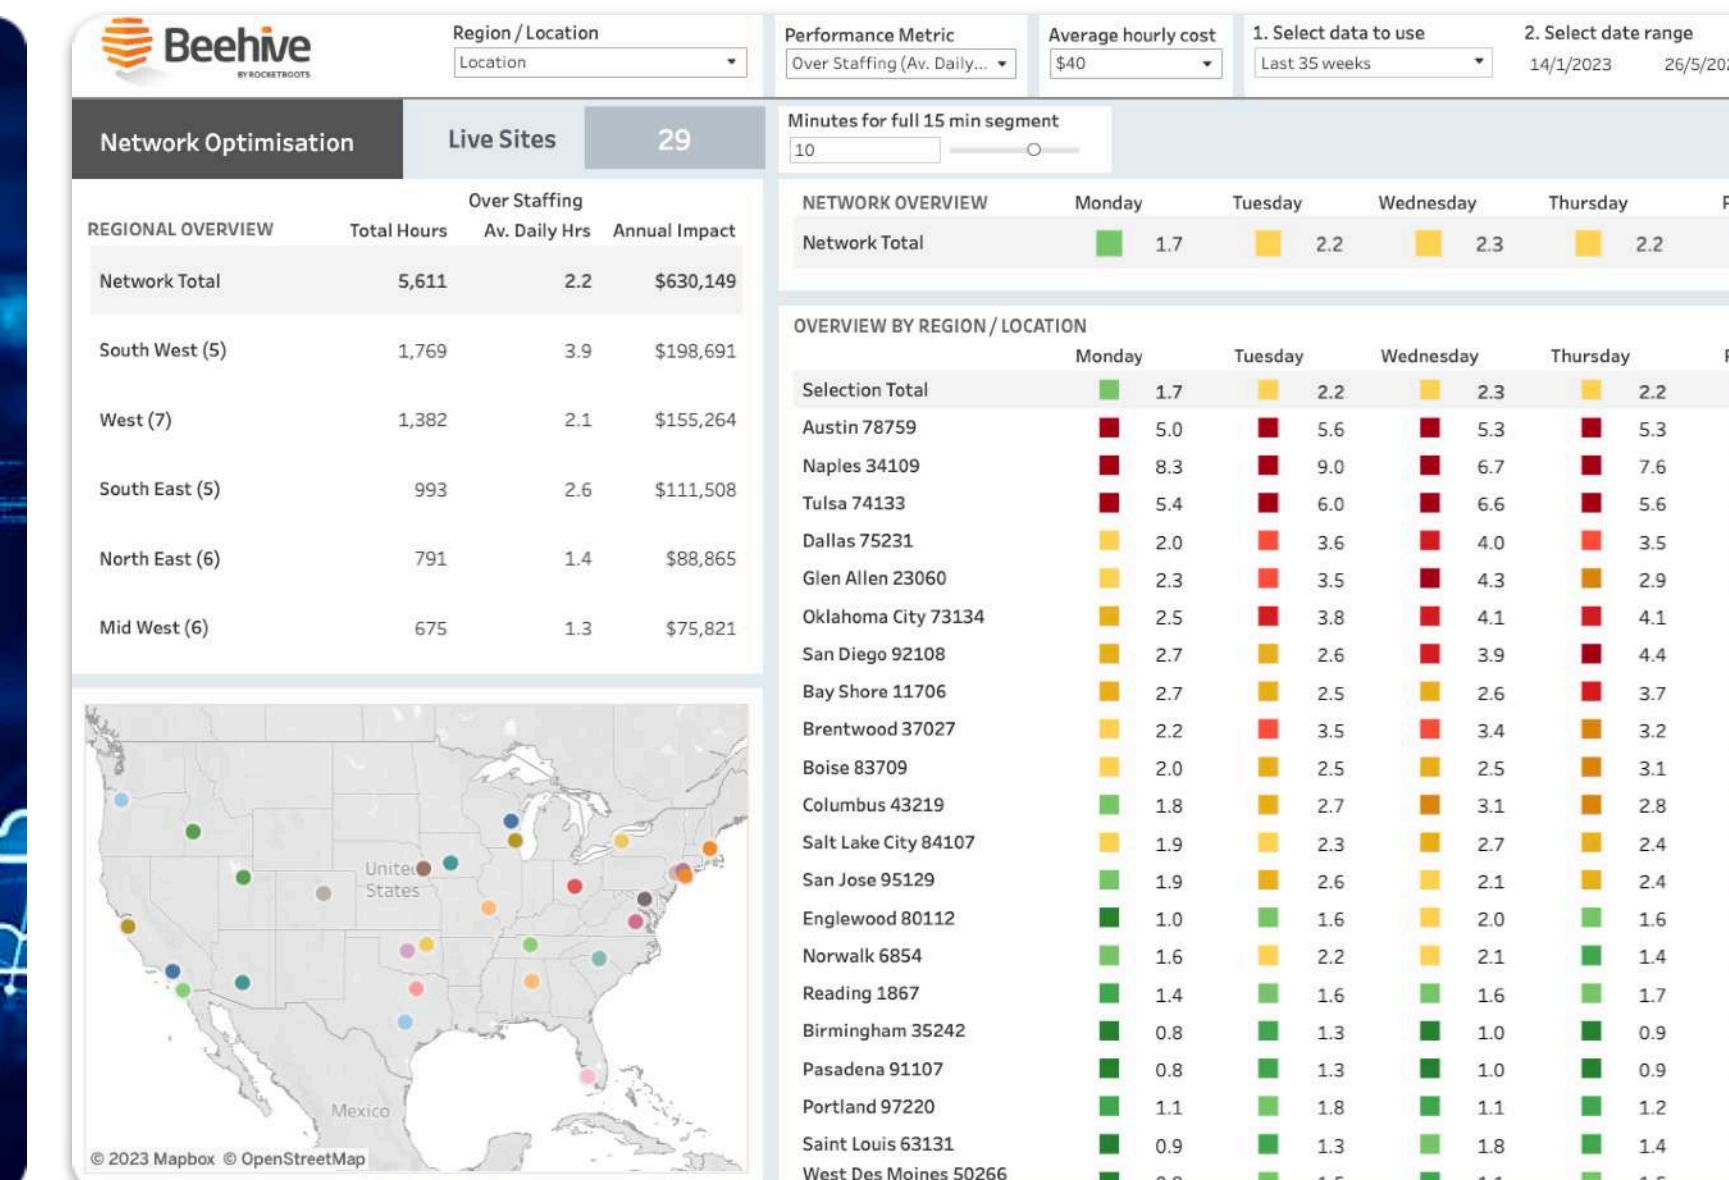 Beehive
BY ROCKETBOOTS
Region / Location
Location
Performance Metric
Over Staffing (Av. Daily...
Average hourly cost
$40
1. Select data to use
Last 35 weeks
2. Select date range
14/1/2023
26/5/202
Network Optimisation
Live Sites
29
Minutes for full 15 min segment
10
Over Staffing
REGIONAL OVERVIEW Total Hours Av. Daily Hrs Annual Impact
Network Total 5,611 2.2 $630,149
South West (5) 1,769 3.9 $198,691
West (7) 1,382 2.1 $155,264
South East (5) 993 2.6 $111,508
North East (6) 791 1.4 $88,865
Mid West (6) 675 1.3 $75,821
United
States
Mexico
© 2023 Mapbox © OpenStreetMap
NETWORK OVERVIEW Monday Tuesday Wednesday Thursday
Network Total 1.7 2.2 2.3 2.2
OVERVIEW BY REGION / LOCATION
Monday Tuesday Wednesday Thursday
Selection Total 1.7 2.2 2.3 2.2
Austin 78759 5.0 5.6 5.3 5.3
Naples 34109 8.3 9.0 6.7 7.6
Tulsa 74133 5.4 6.0 6.6 5.6
Dallas 75231 2.0 3.6 4.0 3.5
Glen Allen 23060 2.3 3.5 4.3 2.9
Oklahoma City 73134 2.5 3.8 4.1 4.1
San Diego 92108 2.7 2.6 3.9 4.4
Bay Shore 11706 2.7 2.5 2.6 3.7
Brentwood 37027 2.2 3.5 3.4 3.2
Boise 83709 2.0 2.5 2.5 3.1
Columbus 43219 1.8 2.7 3.1 2.8
Salt Lake City 84107 1.9 2.3 2.7 2.4
San Jose 95129 1.9 2.6 2.1 2.4
Englewood 80112 1.0 1.6 2.0 1.6
Norwalk 6854 1.6 2.2 2.1 1.4
Reading 1867 1.4 1.6 1.6 1.7
Birmingham 35242 0.8 1.3 1.0 0.9
Pasadena 91107 0.8 1.3 1.0 0.9
Portland 97220 1.1 1.8 1.1 1.2
Saint Louis 63131 0.9 1.3 1.8 1.4
West Des Moines 50266